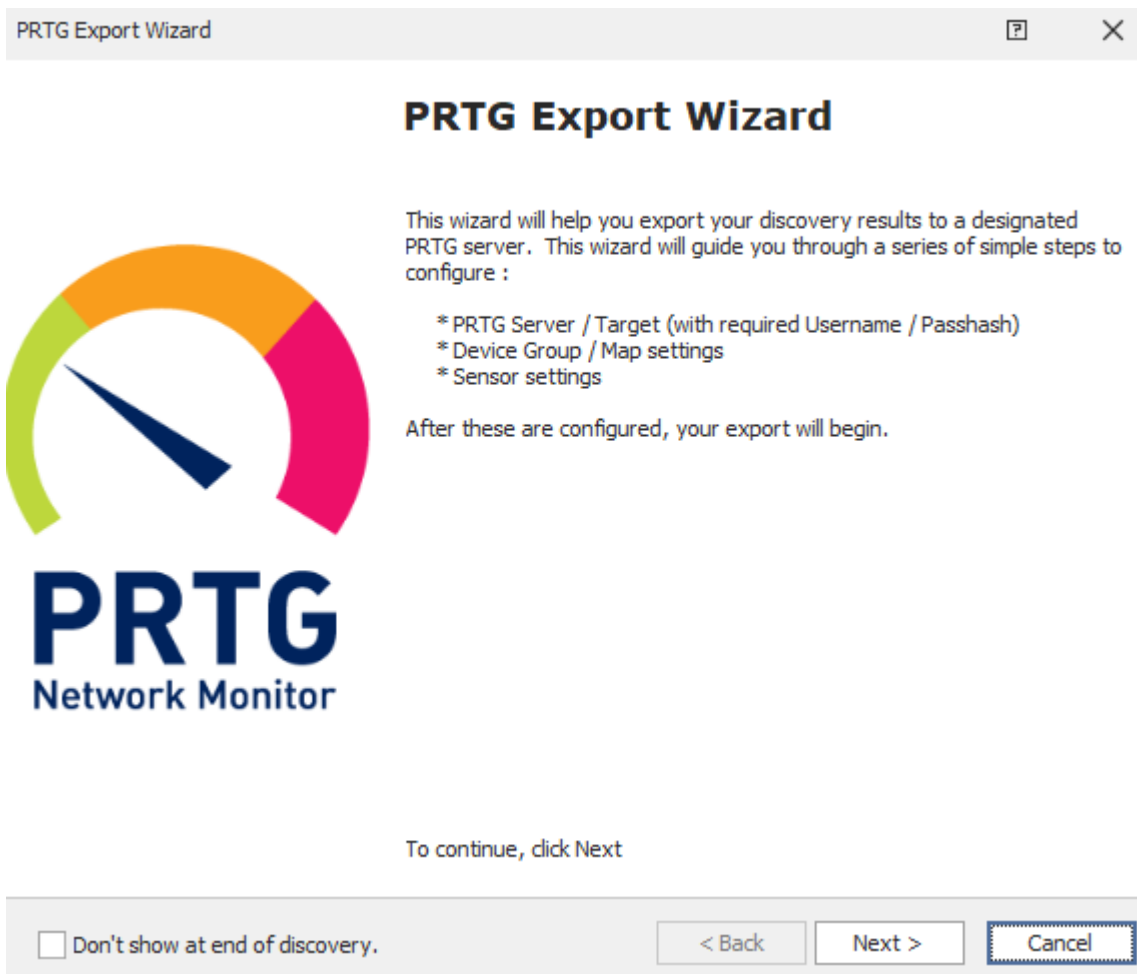 PRTG Export Wizard
PRTG Export Wizard
This wizard will help you export your discovery results to a designated
PRTG server.  This wizard will guide you through a series of simple steps to
configure :
* PRTG Server / Target (with required Username / Passhash)
* Device Group / Map settings
* Sensor settings
After these are configured, your export will begin.
PRTG
Network Monitor
To continue, click Next
Don't show at end of discovery.
< Back
Next >
Cancel